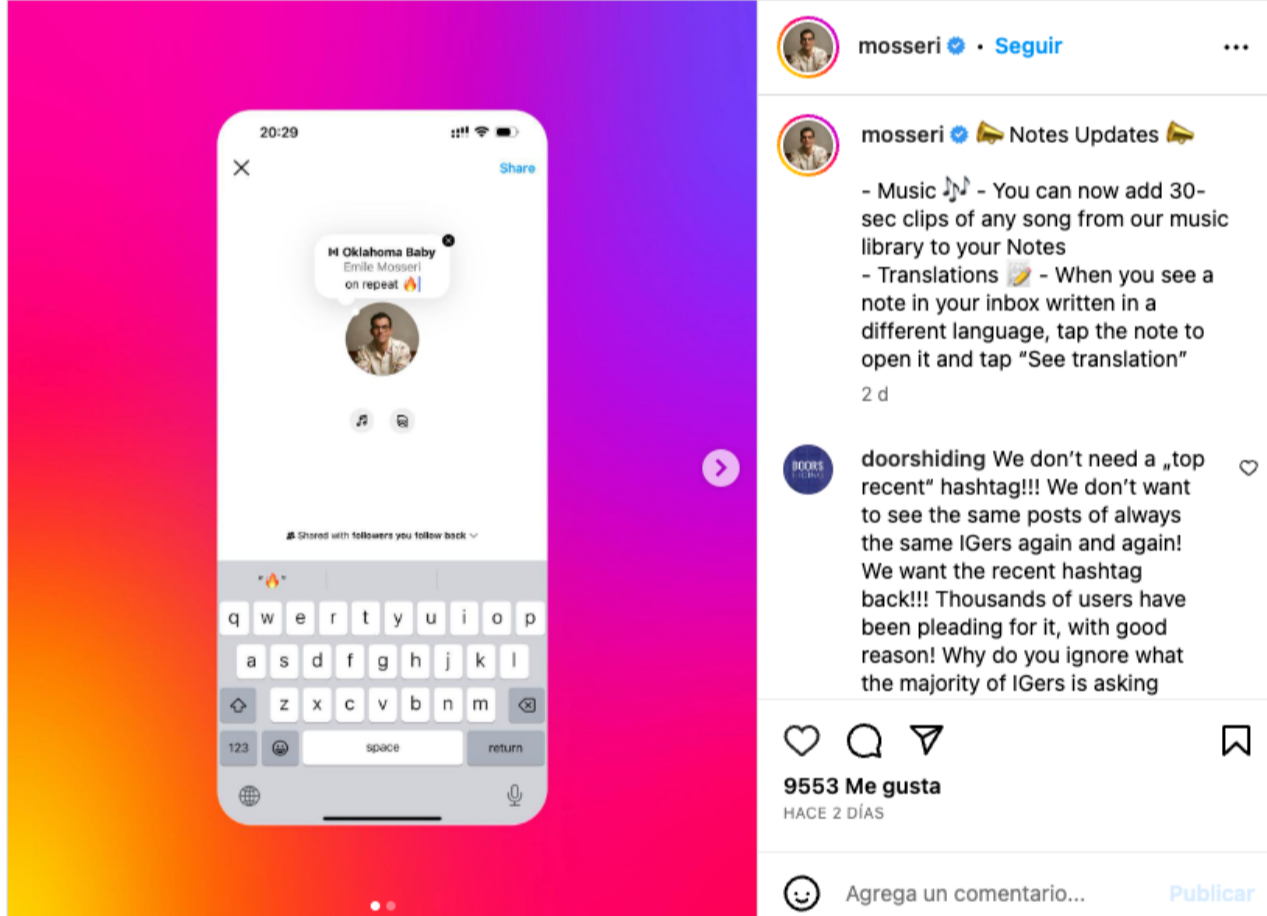 20:29
Share
Oklahoma Baby
Emile Mosseri
on repeat 🔥
Shared with followers you follow back
"🔥"
q w e r t y u i o p
a s d f g h j k l
z x c v b n m
123
space
return
mosseri • Seguir
mosseri 📣 Notes Updates 📣
- Music 🎶 - You can now add 30-
sec clips of any song from our music
library to your Notes
- Translations 📝 - When you see a
note in your inbox written in a
different language, tap the note to
open it and tap “See translation”
2 d
DOORS
HIDING
doorshiding We don’t need a „top
recent“ hashtag!!! We don’t want
to see the same posts of always
the same IGers again and again!
We want the recent hashtag
back!!! Thousands of users have
been pleading for it, with good
reason! Why do you ignore what
the majority of IGers is asking
9553 Me gusta
HACE 2 DÍAS
Agrega un comentario...
Publicar